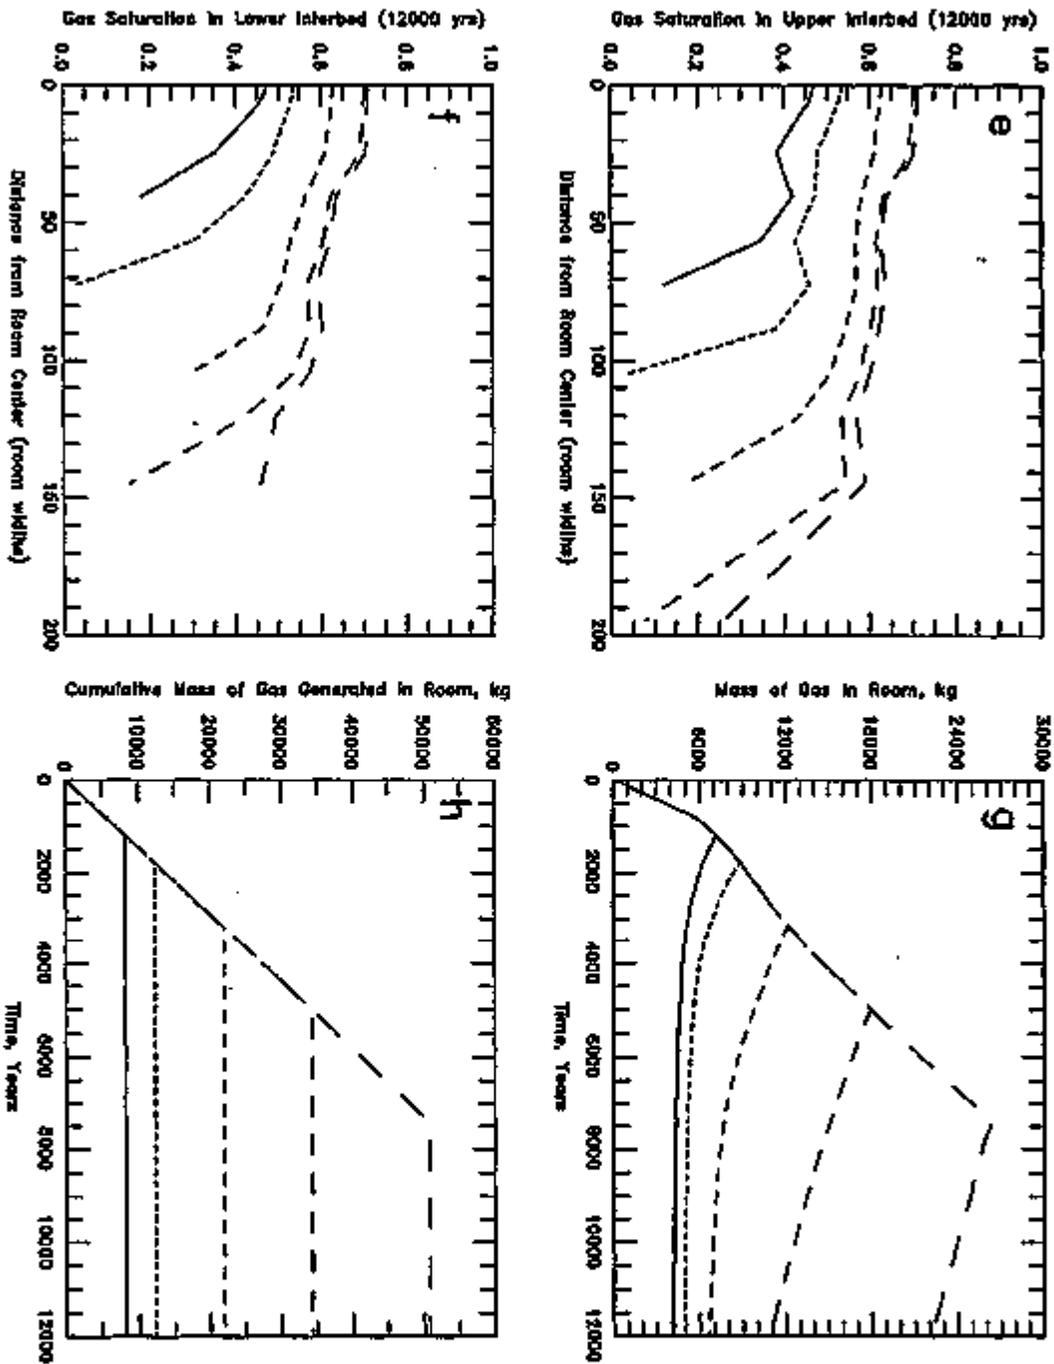 e
Gas Saturation in Upper Interbed (12000 yrs)
1.0
0.8
0.6
0.4
0.2
0.0
0 50 100 150 200
Distance from Room Center (room widths)
g
Mass of Gas in Room, kg
30000
24000
18000
12000
6000
0
0 2000 4000 6000 8000 10000 12000
Time, Years
f
Gas Saturation in Lower Interbed (12000 yrs)
1.0
0.8
0.6
0.4
0.2
0.0
0 50 100 150 200
Distance from Room Center (room widths)
h
Cumulative Mass of Gas Generated in Room, kg
60000
50000
40000
30000
20000
10000
0
0 2000 4000 6000 8000 10000 12000
Time, Years